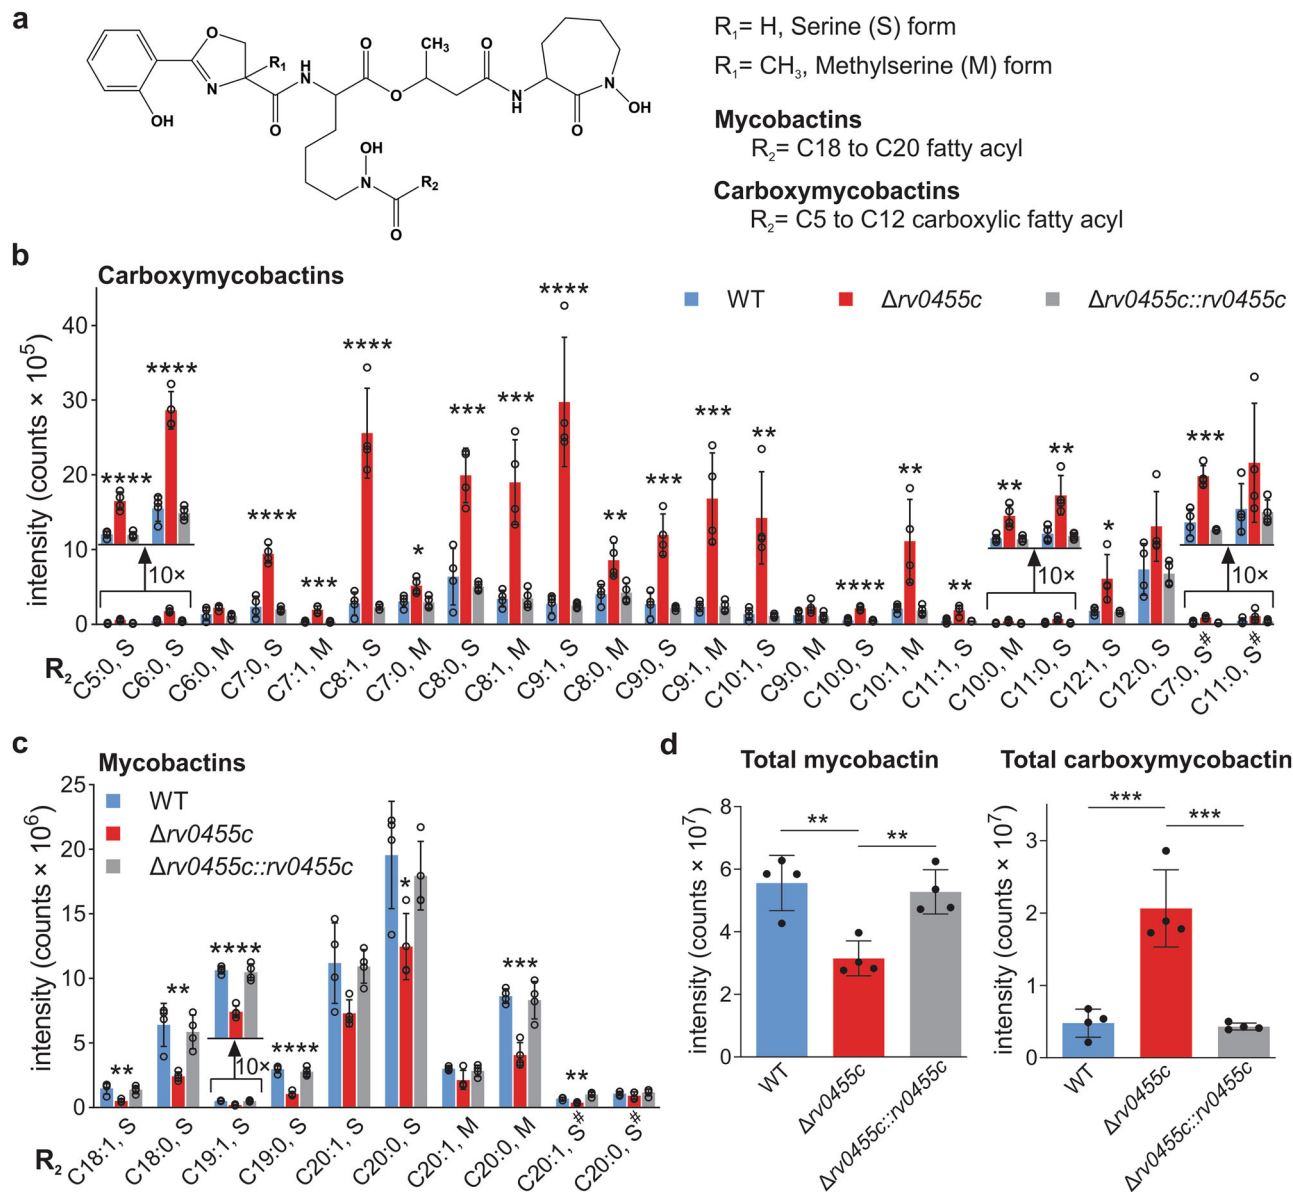 a
O
N
R1
OH
O
H
N
O
O
CH3
O
N
H
O
N
OH
OH
N
R2
O
R1= H, Serine (S) form
R1= CH3, Methylserine (M) form
Mycobactins
R2= C18 to C20 fatty acyl
Carboxymycobactins
R2= C5 to C12 carboxylic fatty acyl
b
Carboxymycobactins
WT
Δrv0455c
Δrv0455c::rv0455c
intensity (counts × 10^5)
40
30
20
10
0
****
****
****
***
****
*
***
***
**
****
***
***
**
****
**
**
**
**
*
***
10×
10×
10×
R2
C5:0, S
C6:0, S
C6:0, M
C7:0, S
C7:1, M
C8:1, S
C7:0, M
C8:0, S
C8:1, M
C9:1, S
C8:0, M
C9:0, S
C9:1, M
C10:1, S
C9:0, M
C10:0, S
C10:1, M
C11:1, S
C10:0, M
C11:0, S
C12:1, S
C12:0, S
C7:0, S#
C11:0, S#
c
Mycobactins
WT
Δrv0455c
Δrv0455c::rv0455c
intensity (counts × 10^6)
25
20
15
10
5
0
**
**
****
10×
****
*
***
**
R2
C18:1, S
C18:0, S
C19:1, S
C19:0, S
C20:1, S
C20:0, S
C20:1, M
C20:0, M
C20:1, S#
C20:0, S#
d
Total mycobactin
intensity (counts × 10^7)
8
6
4
2
0
**
**
WT
Δrv0455c
Δrv0455c::rv0455c
Total carboxymycobactin
intensity (counts × 10^7)
3
2
1
0
***
***
WT
Δrv0455c
Δrv0455c::rv0455c